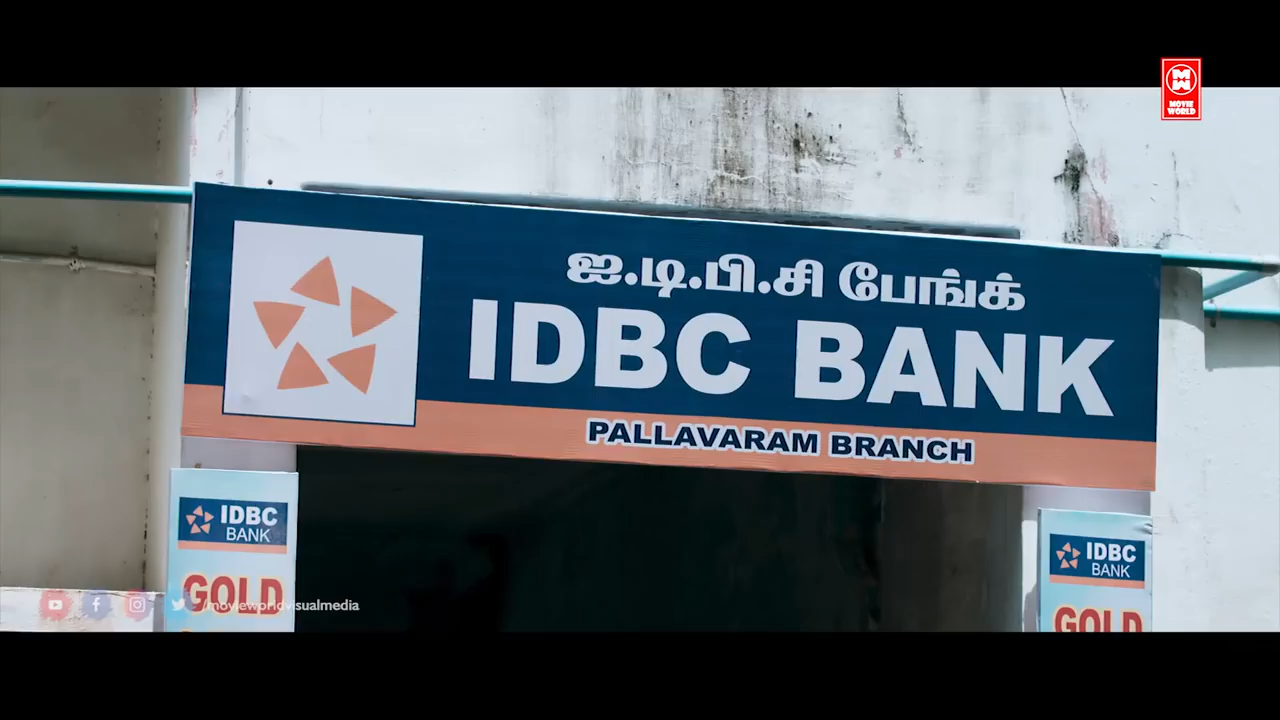 MOVIE
WORLD
ஐ.டி.பி.சி பேங்க்
IDBC BANK
PALLAVARAM BRANCH
IDBC
BANK
GOLD
IDBC
BANK
GOLD
/movieworldvisualmedia